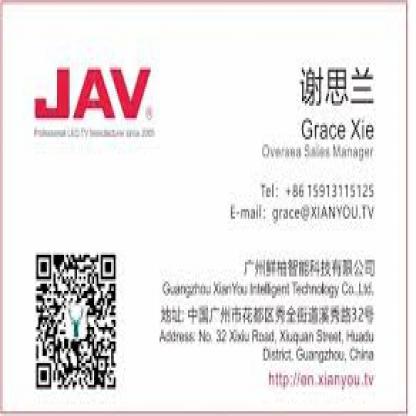 JAV®
Professional LED TV Manufacturer since 2005
谢思兰
Grace Xie
Oversea Sales Manager
Tel: +86 15913115125
E-mail: grace@XIANYOU.TV
广州鲜柚智能科技有限公司
Guangzhou XianYou Intelligent Technology Co.,Ltd.
地址: 中国广州市花都区秀全街道溪秀路32号
Address: No. 32 Xixiu Road, Xiuquan Street, Huadu
District, Guangzhou, China
http://en.xianyou.tv